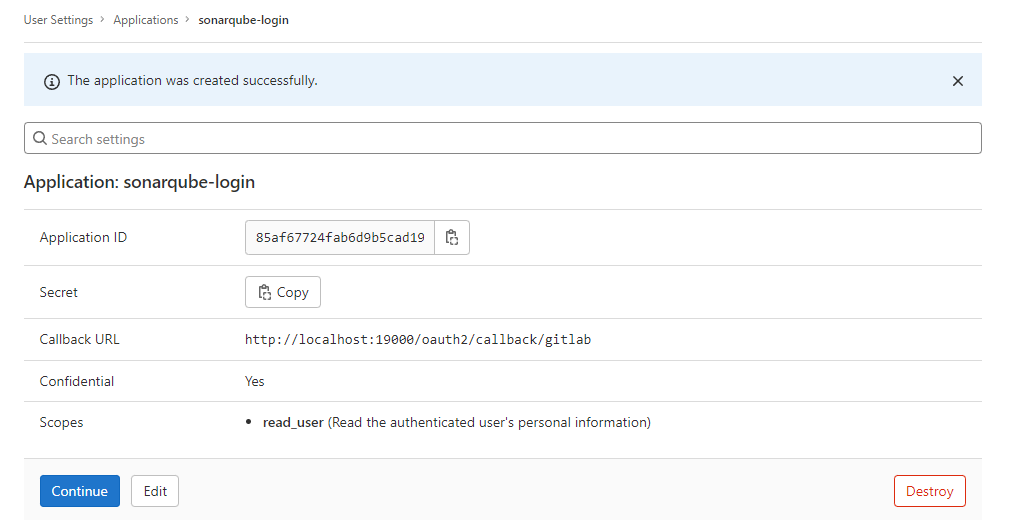 User Settings > Applications > sonarqube-login
The application was created successfully.
Search settings
Application: sonarqube-login
Application ID 85af67724fab6d9b5cad19
Secret Copy
Callback URL http://localhost:19000/oauth2/callback/gitlab
Confidential Yes
Scopes • read_user (Read the authenticated user's personal information)
Continue Edit Destroy